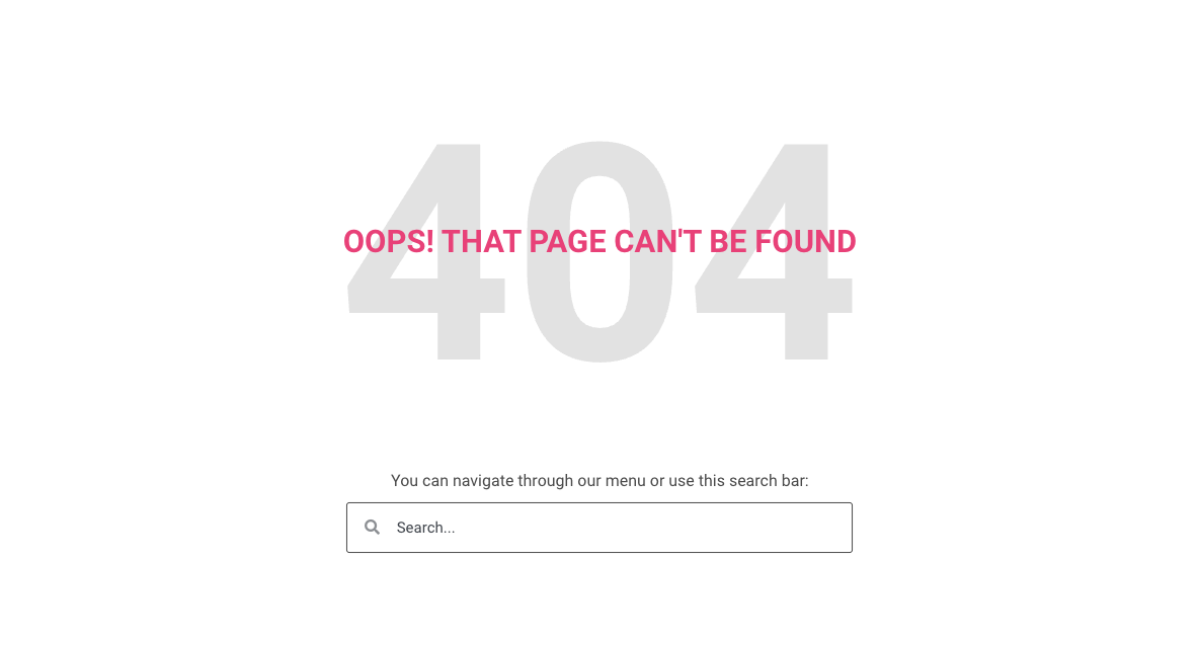 404
OOPS! THAT PAGE CAN'T BE FOUND
You can navigate through our menu or use this search bar:
Search...